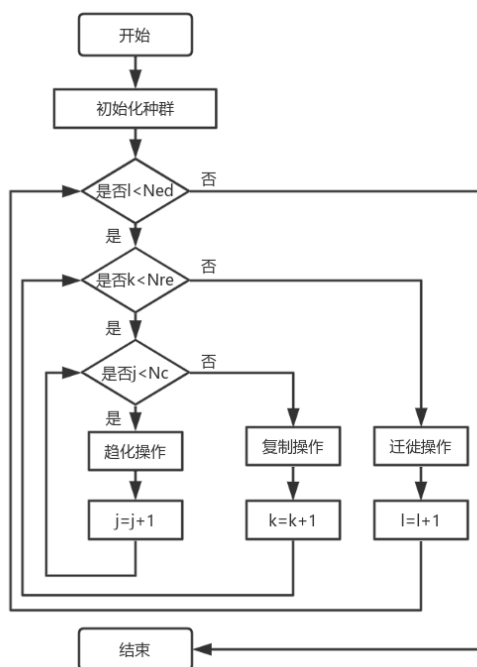 开始
初始化种群
是否l<Ned
否
是
是否k<Nre
否
是
是否j<Nc
否
是
趋化操作
复制操作
迁徙操作
j=j+1
k=k+1
l=l+1
结束